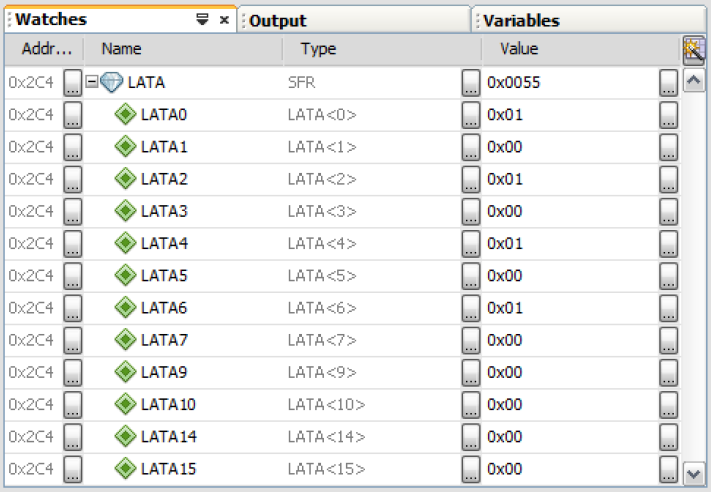 Watches Output Variables
Addr... Name Type Value
0x2C4 ... LATA SFR ... 0x0055 ...
0x2C4 ... LATA0 LATA<0> ... 0x01 ...
0x2C4 ... LATA1 LATA<1> ... 0x00 ...
0x2C4 ... LATA2 LATA<2> ... 0x01 ...
0x2C4 ... LATA3 LATA<3> ... 0x00 ...
0x2C4 ... LATA4 LATA<4> ... 0x01 ...
0x2C4 ... LATA5 LATA<5> ... 0x00 ...
0x2C4 ... LATA6 LATA<6> ... 0x01 ...
0x2C4 ... LATA7 LATA<7> ... 0x00 ...
0x2C4 ... LATA9 LATA<9> ... 0x00 ...
0x2C4 ... LATA10 LATA<10> ... 0x00 ...
0x2C4 ... LATA14 LATA<14> ... 0x00 ...
0x2C4 ... LATA15 LATA<15> ... 0x00 ...